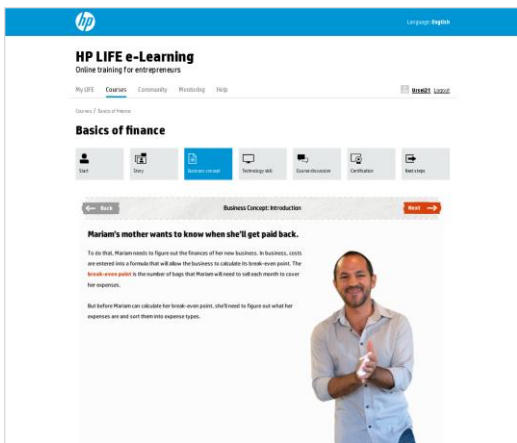 hp
Language: English
HP LIFE e-Learning
Online training for entrepreneurs
My LIFE Courses Community Mentoring Help
Logout
Courses / Basics of finance
Basics of finance
Start Story Business concept Technology skill Course discussion Certification Next steps
Back Business Concept: Introduction Next
Mariam's mother wants to know when she'll get paid back.
To do that, Mariam needs to figure out the finances of her new business. In business, costs
are entered into a formula that will allow the business to calculate its break-even point. The
break-even point is the number of bags that Mariam will need to sell each month to cover
her expenses.
But before Mariam can calculate her break-even point, she'll need to figure out what her
expenses are and sort them into expense types.